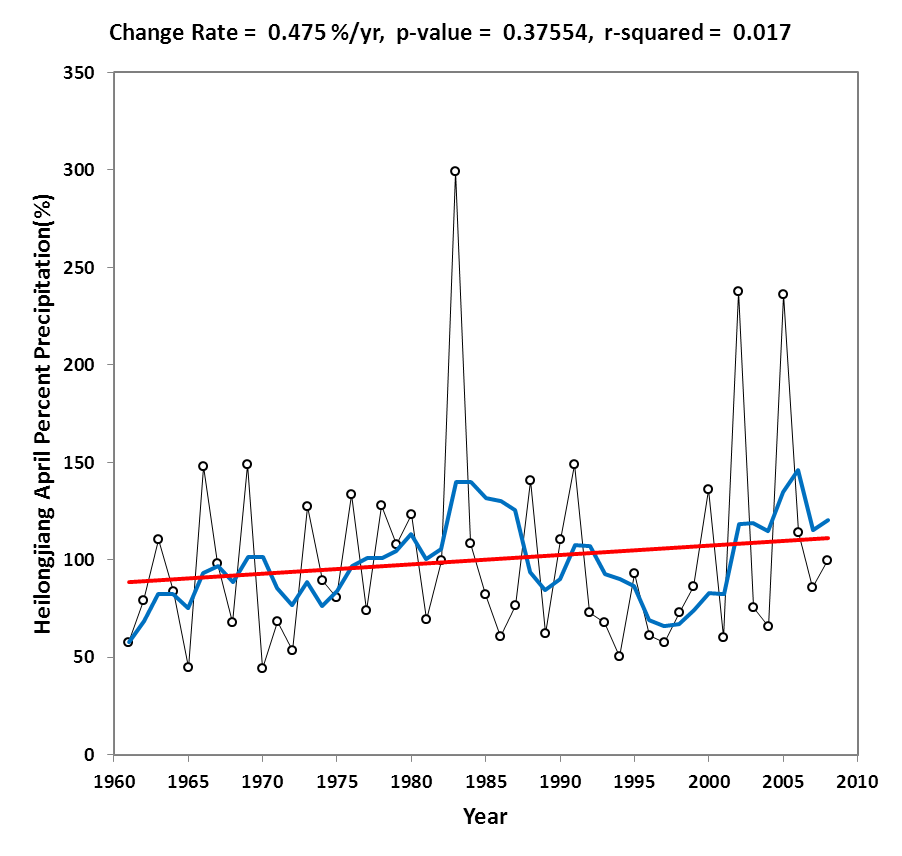 Change Rate = 0.475 %/yr, p-value = 0.37554, r-squared = 0.017
350
300
250
200
150
100
50
0
Heilongjiang April Percent Precipitation(%)
1960 1965 1970 1975 1980 1985 1990 1995 2000 2005 2010
Year